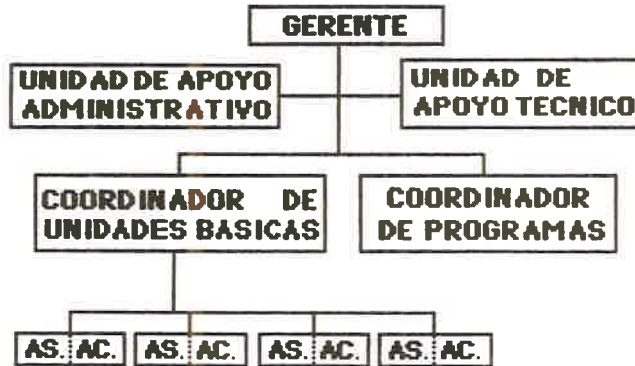 GERENTE
UNIDAD DE APOYO
ADMINISTRATIVO
UNIDAD DE
APOYO TECNICO
COORDINADOR DE
UNIDADES BASICAS
COORDINADOR
DE PROGRAMAS
AS. AC. AS. AC. AS. AC. AS. AC.